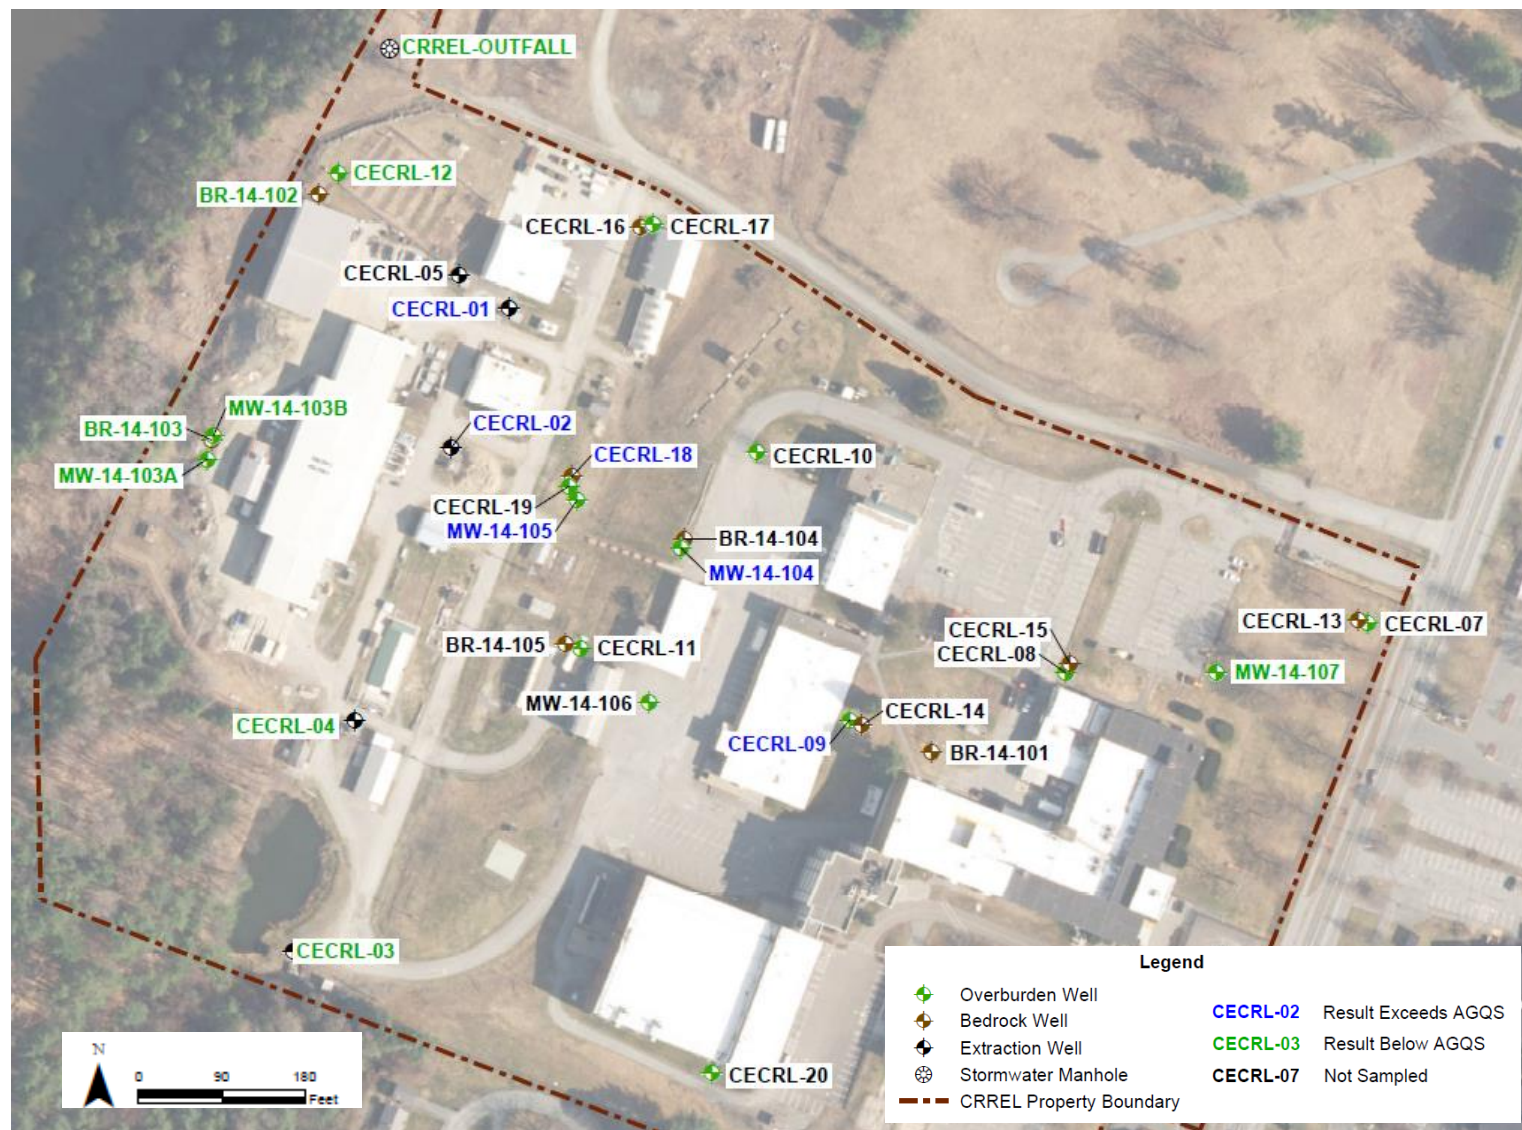 CRREL-OUTFALL
CECRL-12
BR-14-102
CECRL-16
CECRL-17
CECRL-05
CECRL-01
MW-14-103B
BR-14-103
MW-14-103A
CECRL-02
CECRL-18
CECRL-10
CECRL-19
MW-14-105
BR-14-104
MW-14-104
CECRL-13
CECRL-07
CECRL-15
CECRL-08
BR-14-105
CECRL-11
MW-14-107
MW-14-106
CECRL-14
CECRL-04
CECRL-09
BR-14-101
CECRL-03
CECRL-20
N
0 90 180
Feet
Legend
Overburden Well
Bedrock Well
Extraction Well
Stormwater Manhole
CRREL Property Boundary
CECRL-02 Result Exceeds AGQS
CECRL-03 Result Below AGQS
CECRL-07 Not Sampled